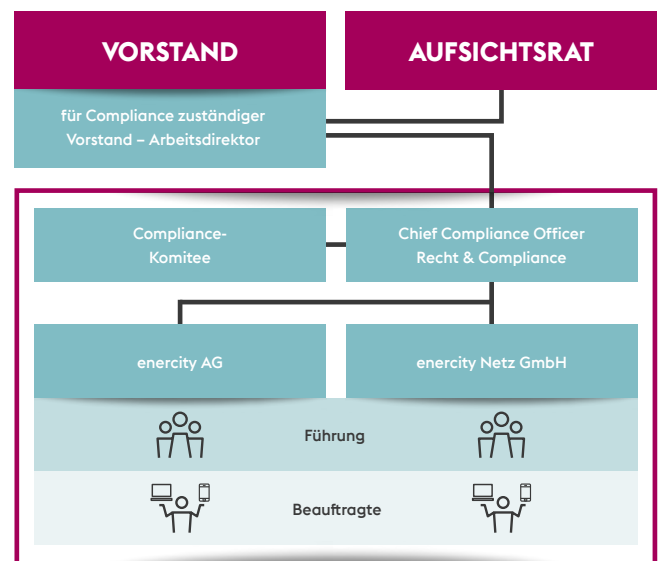 VORSTAND
AUFSICHTSRAT
für Compliance zuständiger
Vorstand – Arbeitsdirektor
Compliance-
Komitee
Chief Compliance Officer
Recht & Compliance
enercity AG
enercity Netz GmbH
Führung
Beauftragte